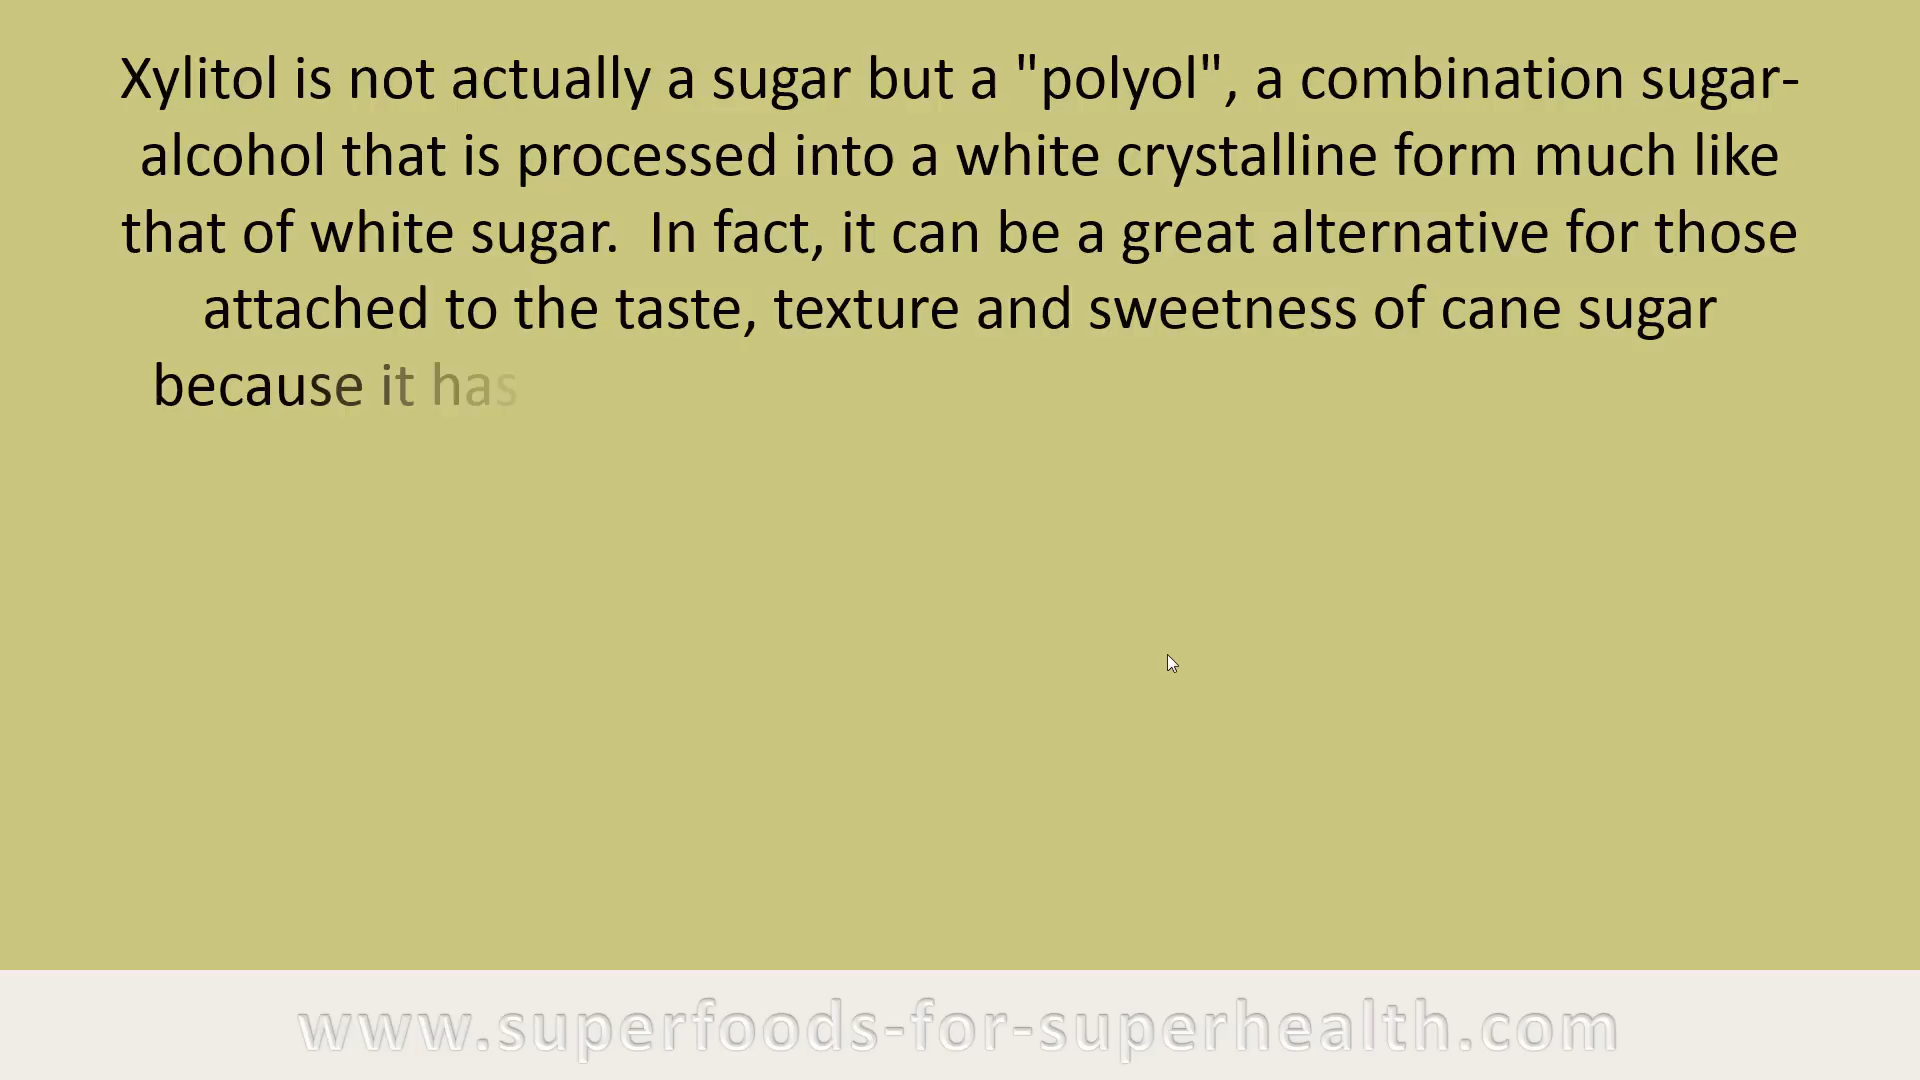 Xylitol is not actually a sugar but a "polyol", a combination sugar-
alcohol that is processed into a white crystalline form much like
that of white sugar.  In fact, it can be a great alternative for those
attached to the taste, texture and sweetness of cane sugar
because it has
www.superfoods-for-superhealth.com